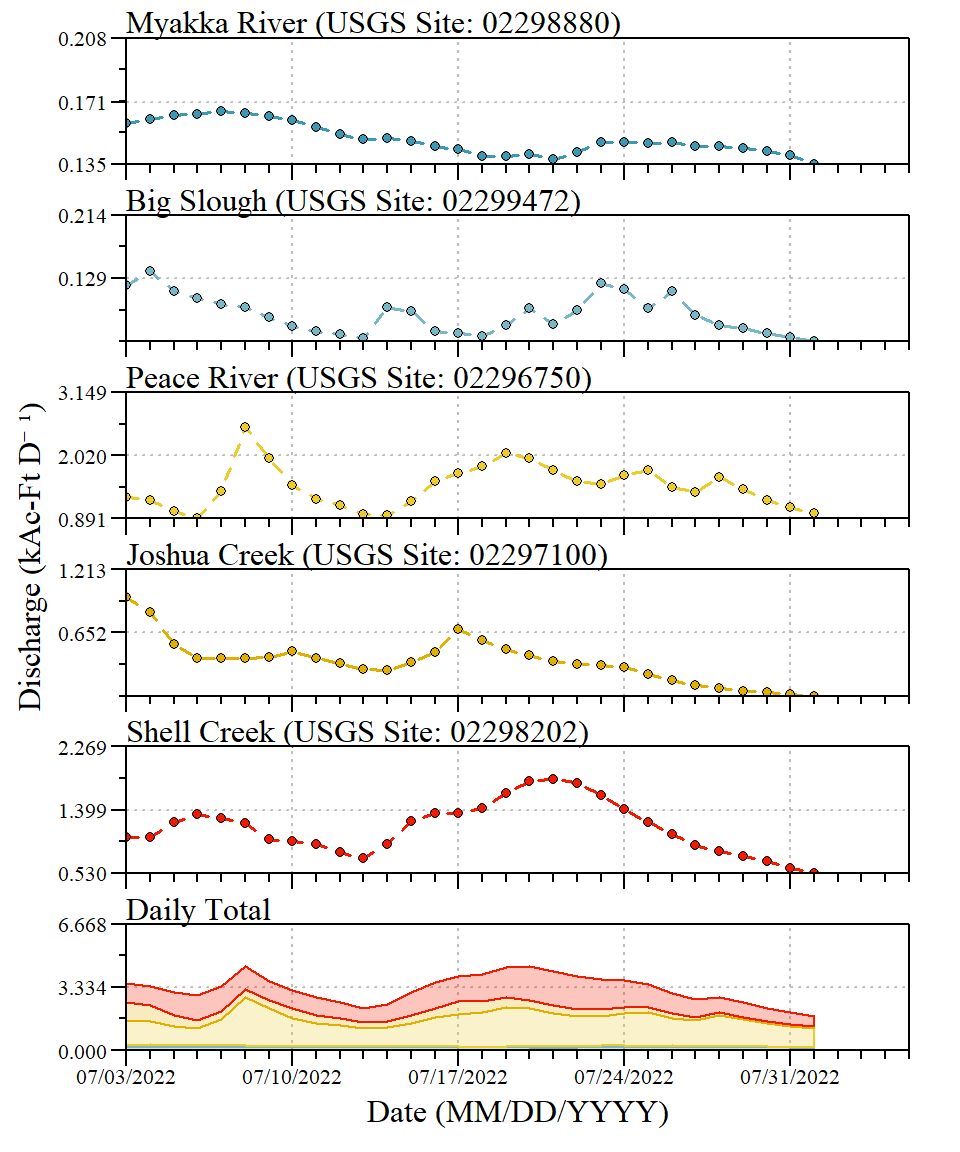 Myakka River (USGS Site: 02298880)
0.208
0.171
0.135
Big Slough (USGS Site: 02299472)
0.214
0.129
Peace River (USGS Site: 02296750)
3.149
2.020
0.891
Joshua Creek (USGS Site: 02297100)
1.213
0.652
Shell Creek (USGS Site: 02298202)
2.269
1.399
0.530
Daily Total
6.668
3.334
0.000
07/03/2022 07/10/2022 07/17/2022 07/24/2022 07/31/2022
Date (MM/DD/YYYY)
Discharge (kAc-Ft D⁻¹)